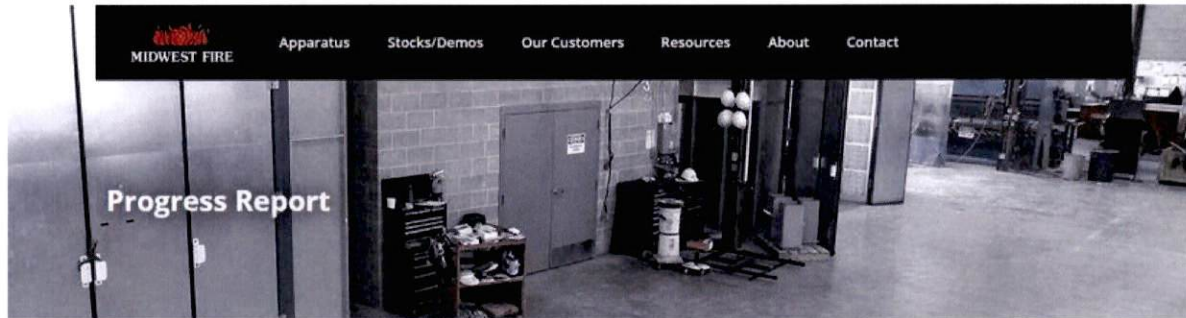 MIDWEST FIRE
Apparatus Stocks/Demos Our Customers Resources About Contact
Progress Report